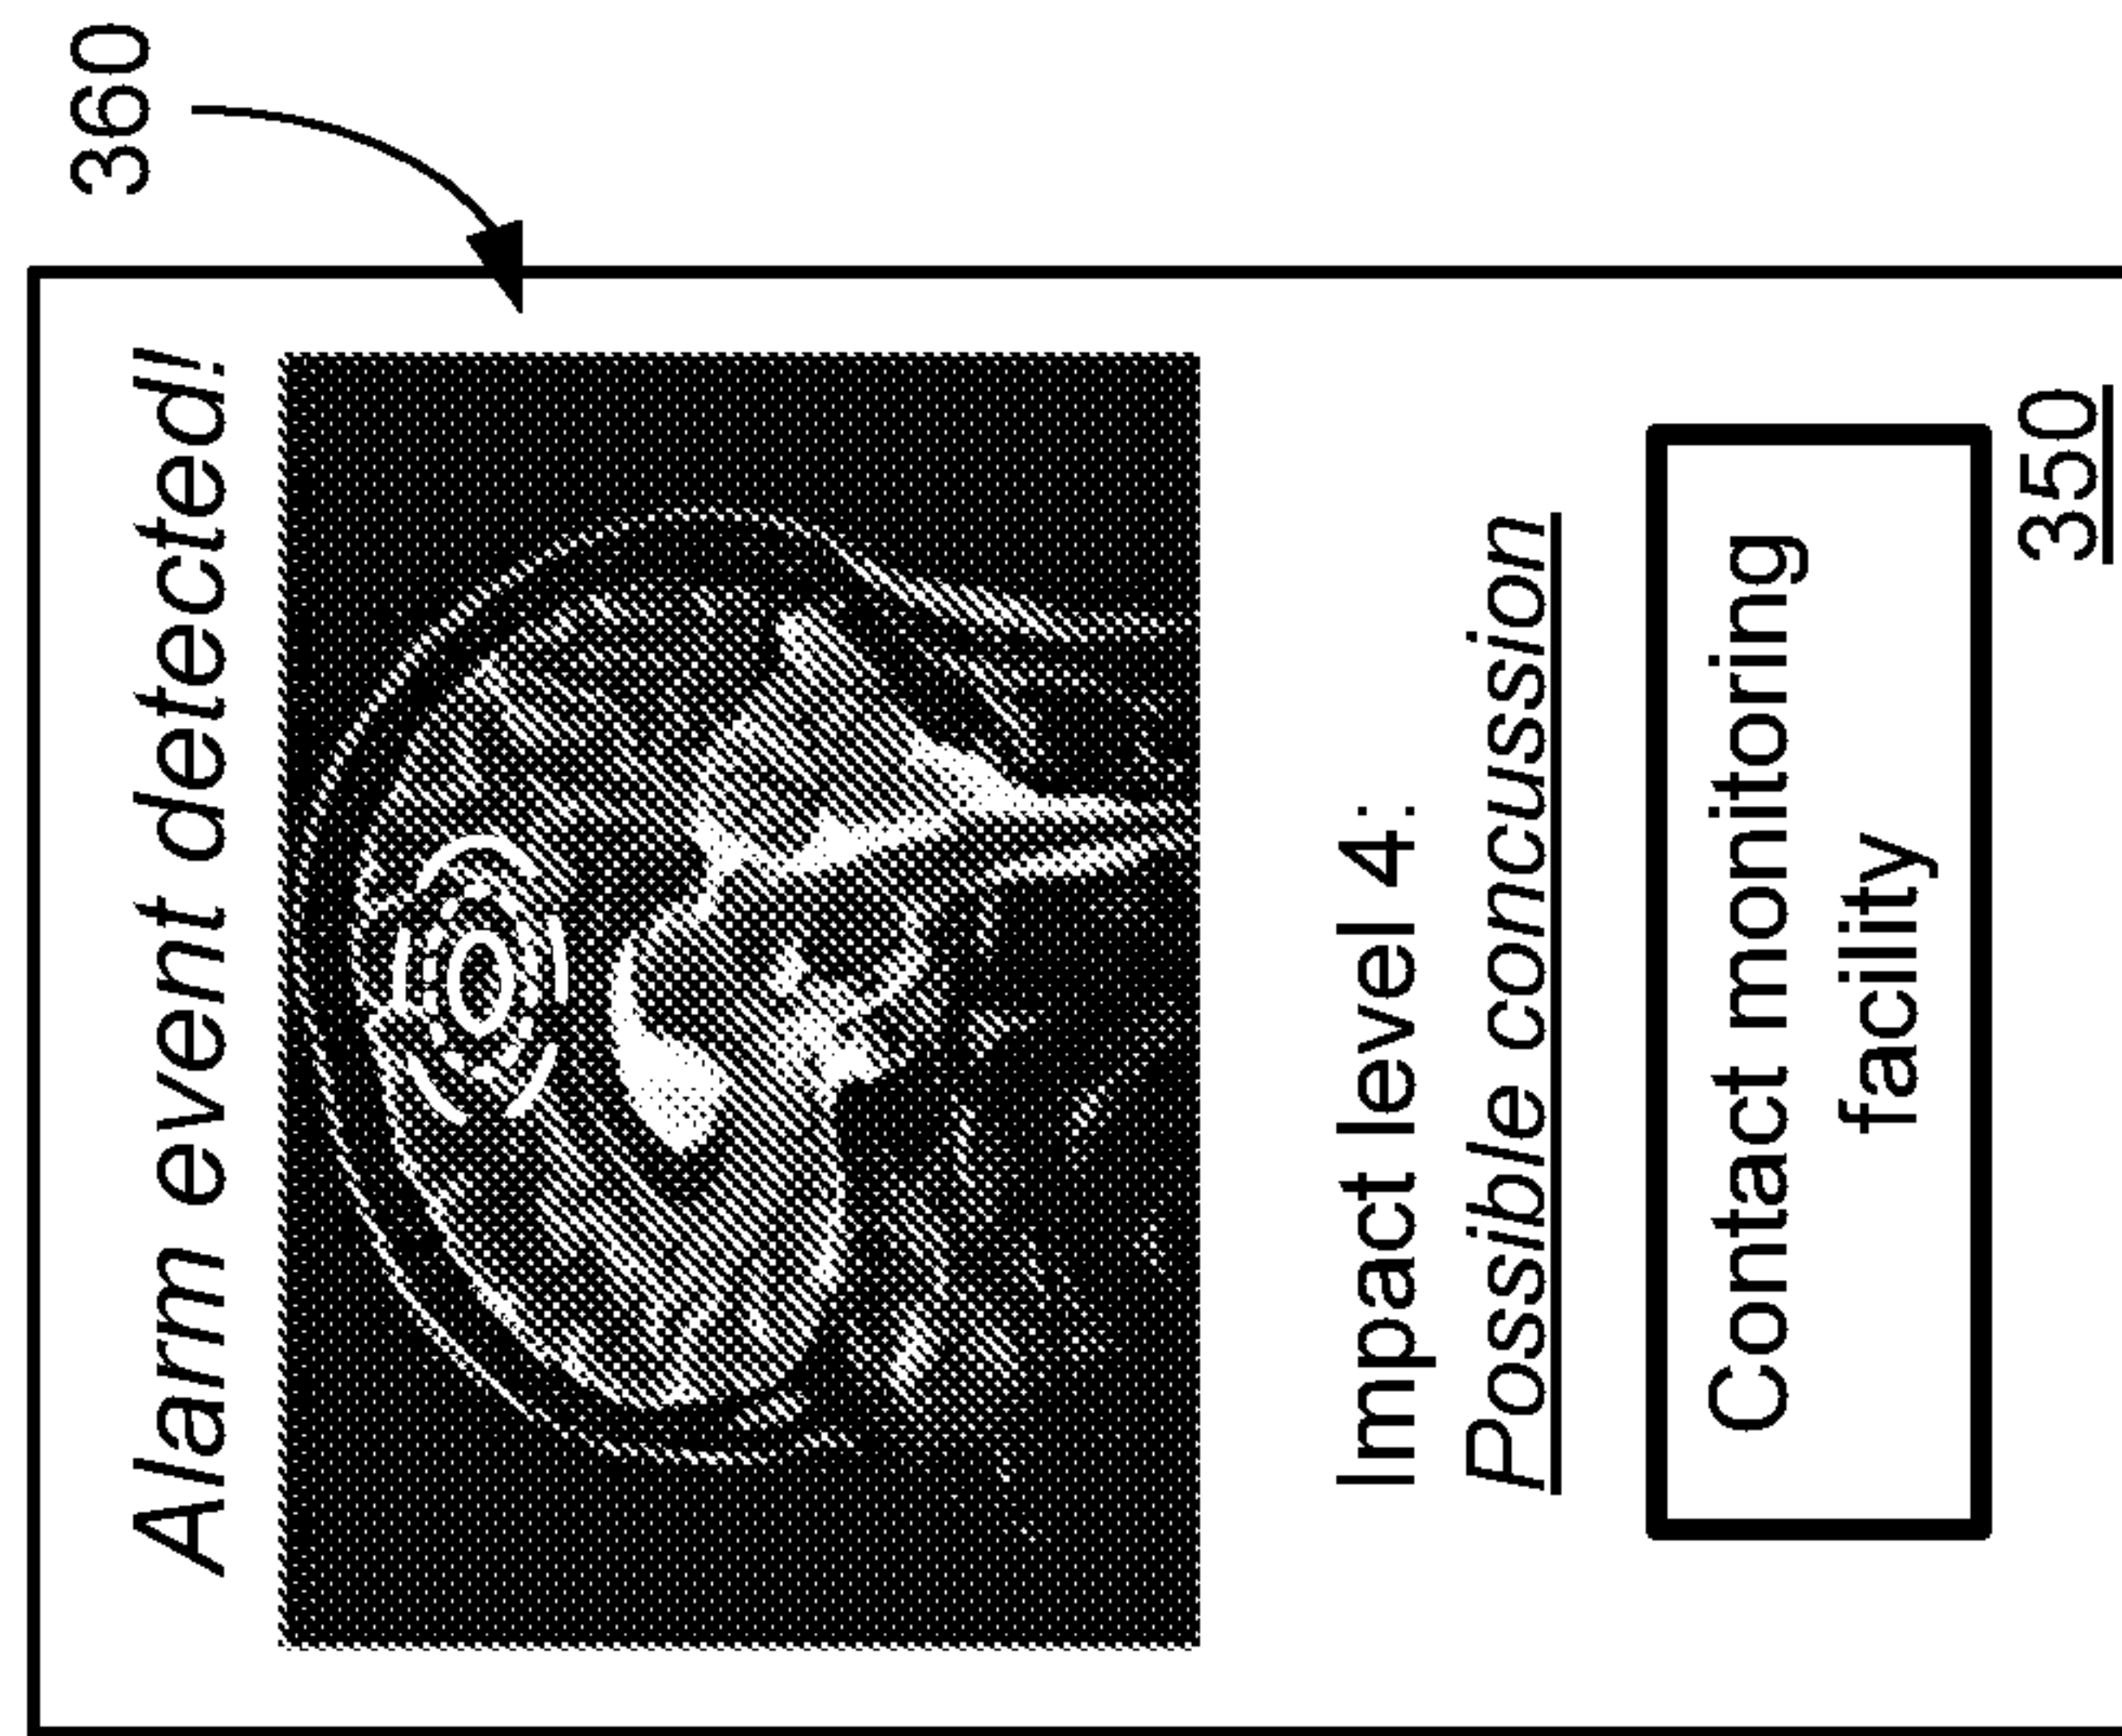 360
Alarm event detected!
Impact level 4:
Possible concussion
Contact monitoring
facility
350